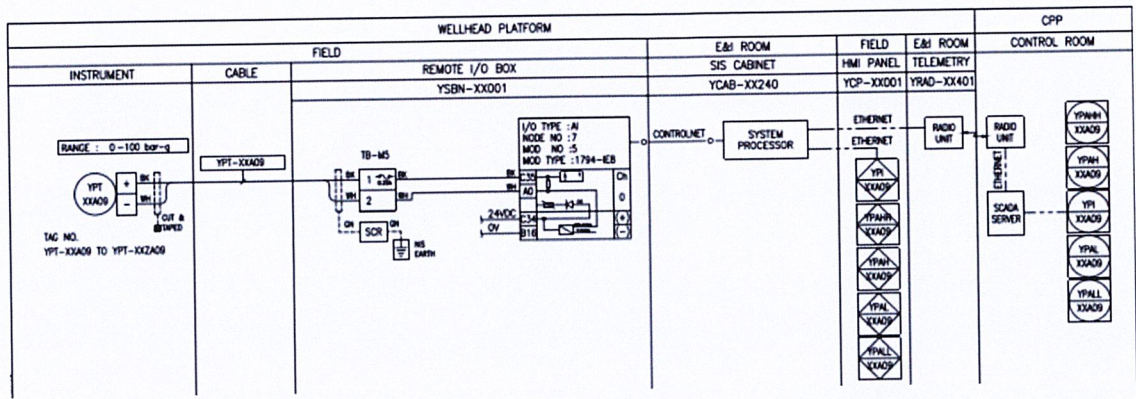 WELLHEAD PLATFORM
CPP
FIELD
E&I ROOM
FIELD
E&I ROOM
CONTROL ROOM
INSTRUMENT
CABLE
REMOTE I/O BOX
SIS CABINET
HMI PANEL
TELEMETRY
YSBN-XX001
YCAB-XX240
YCP-XX001
YRAD-XX401
RANGE : 0-100 bar-g
YPT
XXA09
+
-
BK
WH
CUT &
TAPED
TAG NO.
YPT-XXA09 TO YPT-XXZA09
YPT-XXA09
TB-M5
BK
WH
1
2
BK
WH
GN
SCR
GN
NIS
EARTH
I/O TYPE :AI
NODE NO :7
MOD NO :5
MOD TYPE :1794-IE8
C35
A0
C34
B16
24VDC
0V
Ch
0
(+)
(-)
CONTROLNET
SYSTEM
PROCESSOR
ETHERNET
ETHERNET
YPI
XXA09
YPAHH
XXA09
YPAH
XXA09
YPAL
XXA09
YPALL
XXA09
RADIO
UNIT
RADIO
UNIT
ETHERNET
SCADA
SERVER
YPAHH
XXA09
YPAH
XXA09
YPI
XXA09
YPAL
XXA09
YPALL
XXA09